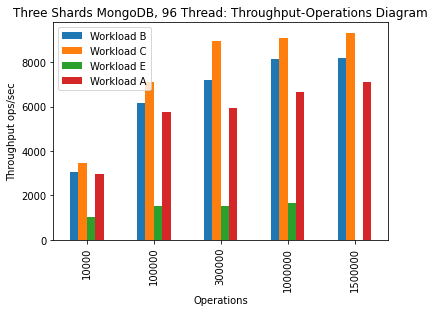 Three Shards MongoDB, 96 Thread: Throughput-Operations Diagram
Workload B
Workload C
Workload E
Workload A
Throughput ops/sec
8000
6000
4000
2000
0
10000
100000
300000
1000000
1500000
Operations